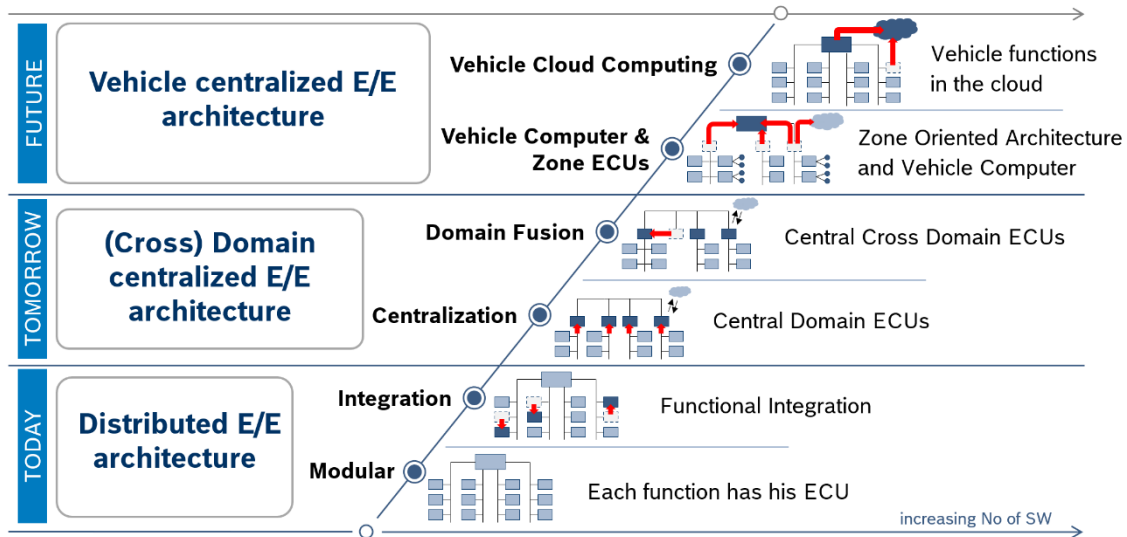 FUTURE
Vehicle centralized E/E
architecture
Vehicle Cloud Computing
Vehicle functions
in the cloud
Vehicle Computer &
Zone ECUs
Zone Oriented Architecture
and Vehicle Computer
TOMORROW
(Cross) Domain
centralized E/E
architecture
Domain Fusion
Central Cross Domain ECUs
Centralization
Central Domain ECUs
TODAY
Distributed E/E
architecture
Integration
Functional Integration
Modular
Each function has his ECU
increasing No of SW